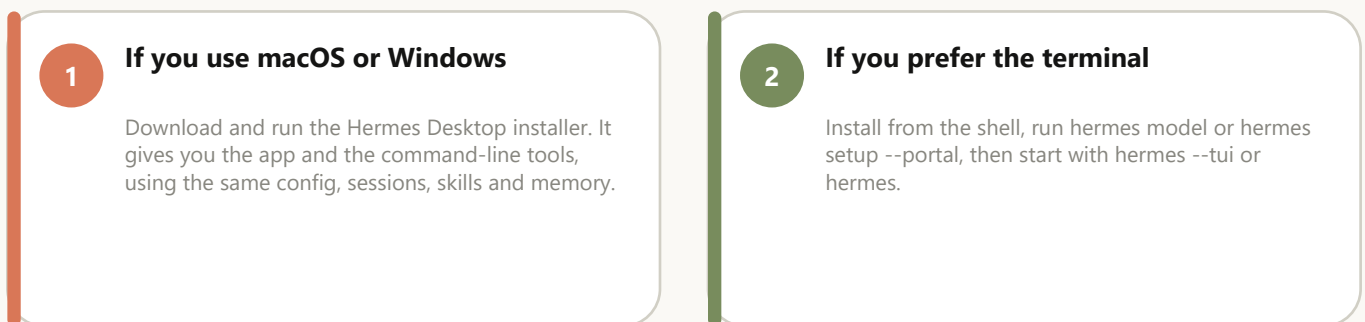 1
If you use macOS or Windows
Download and run the Hermes Desktop installer. It
gives you the app and the command-line tools,
using the same config, sessions, skills and memory.
2
If you prefer the terminal
Install from the shell, run hermes model or hermes
setup --portal, then start with hermes --tui or
hermes.